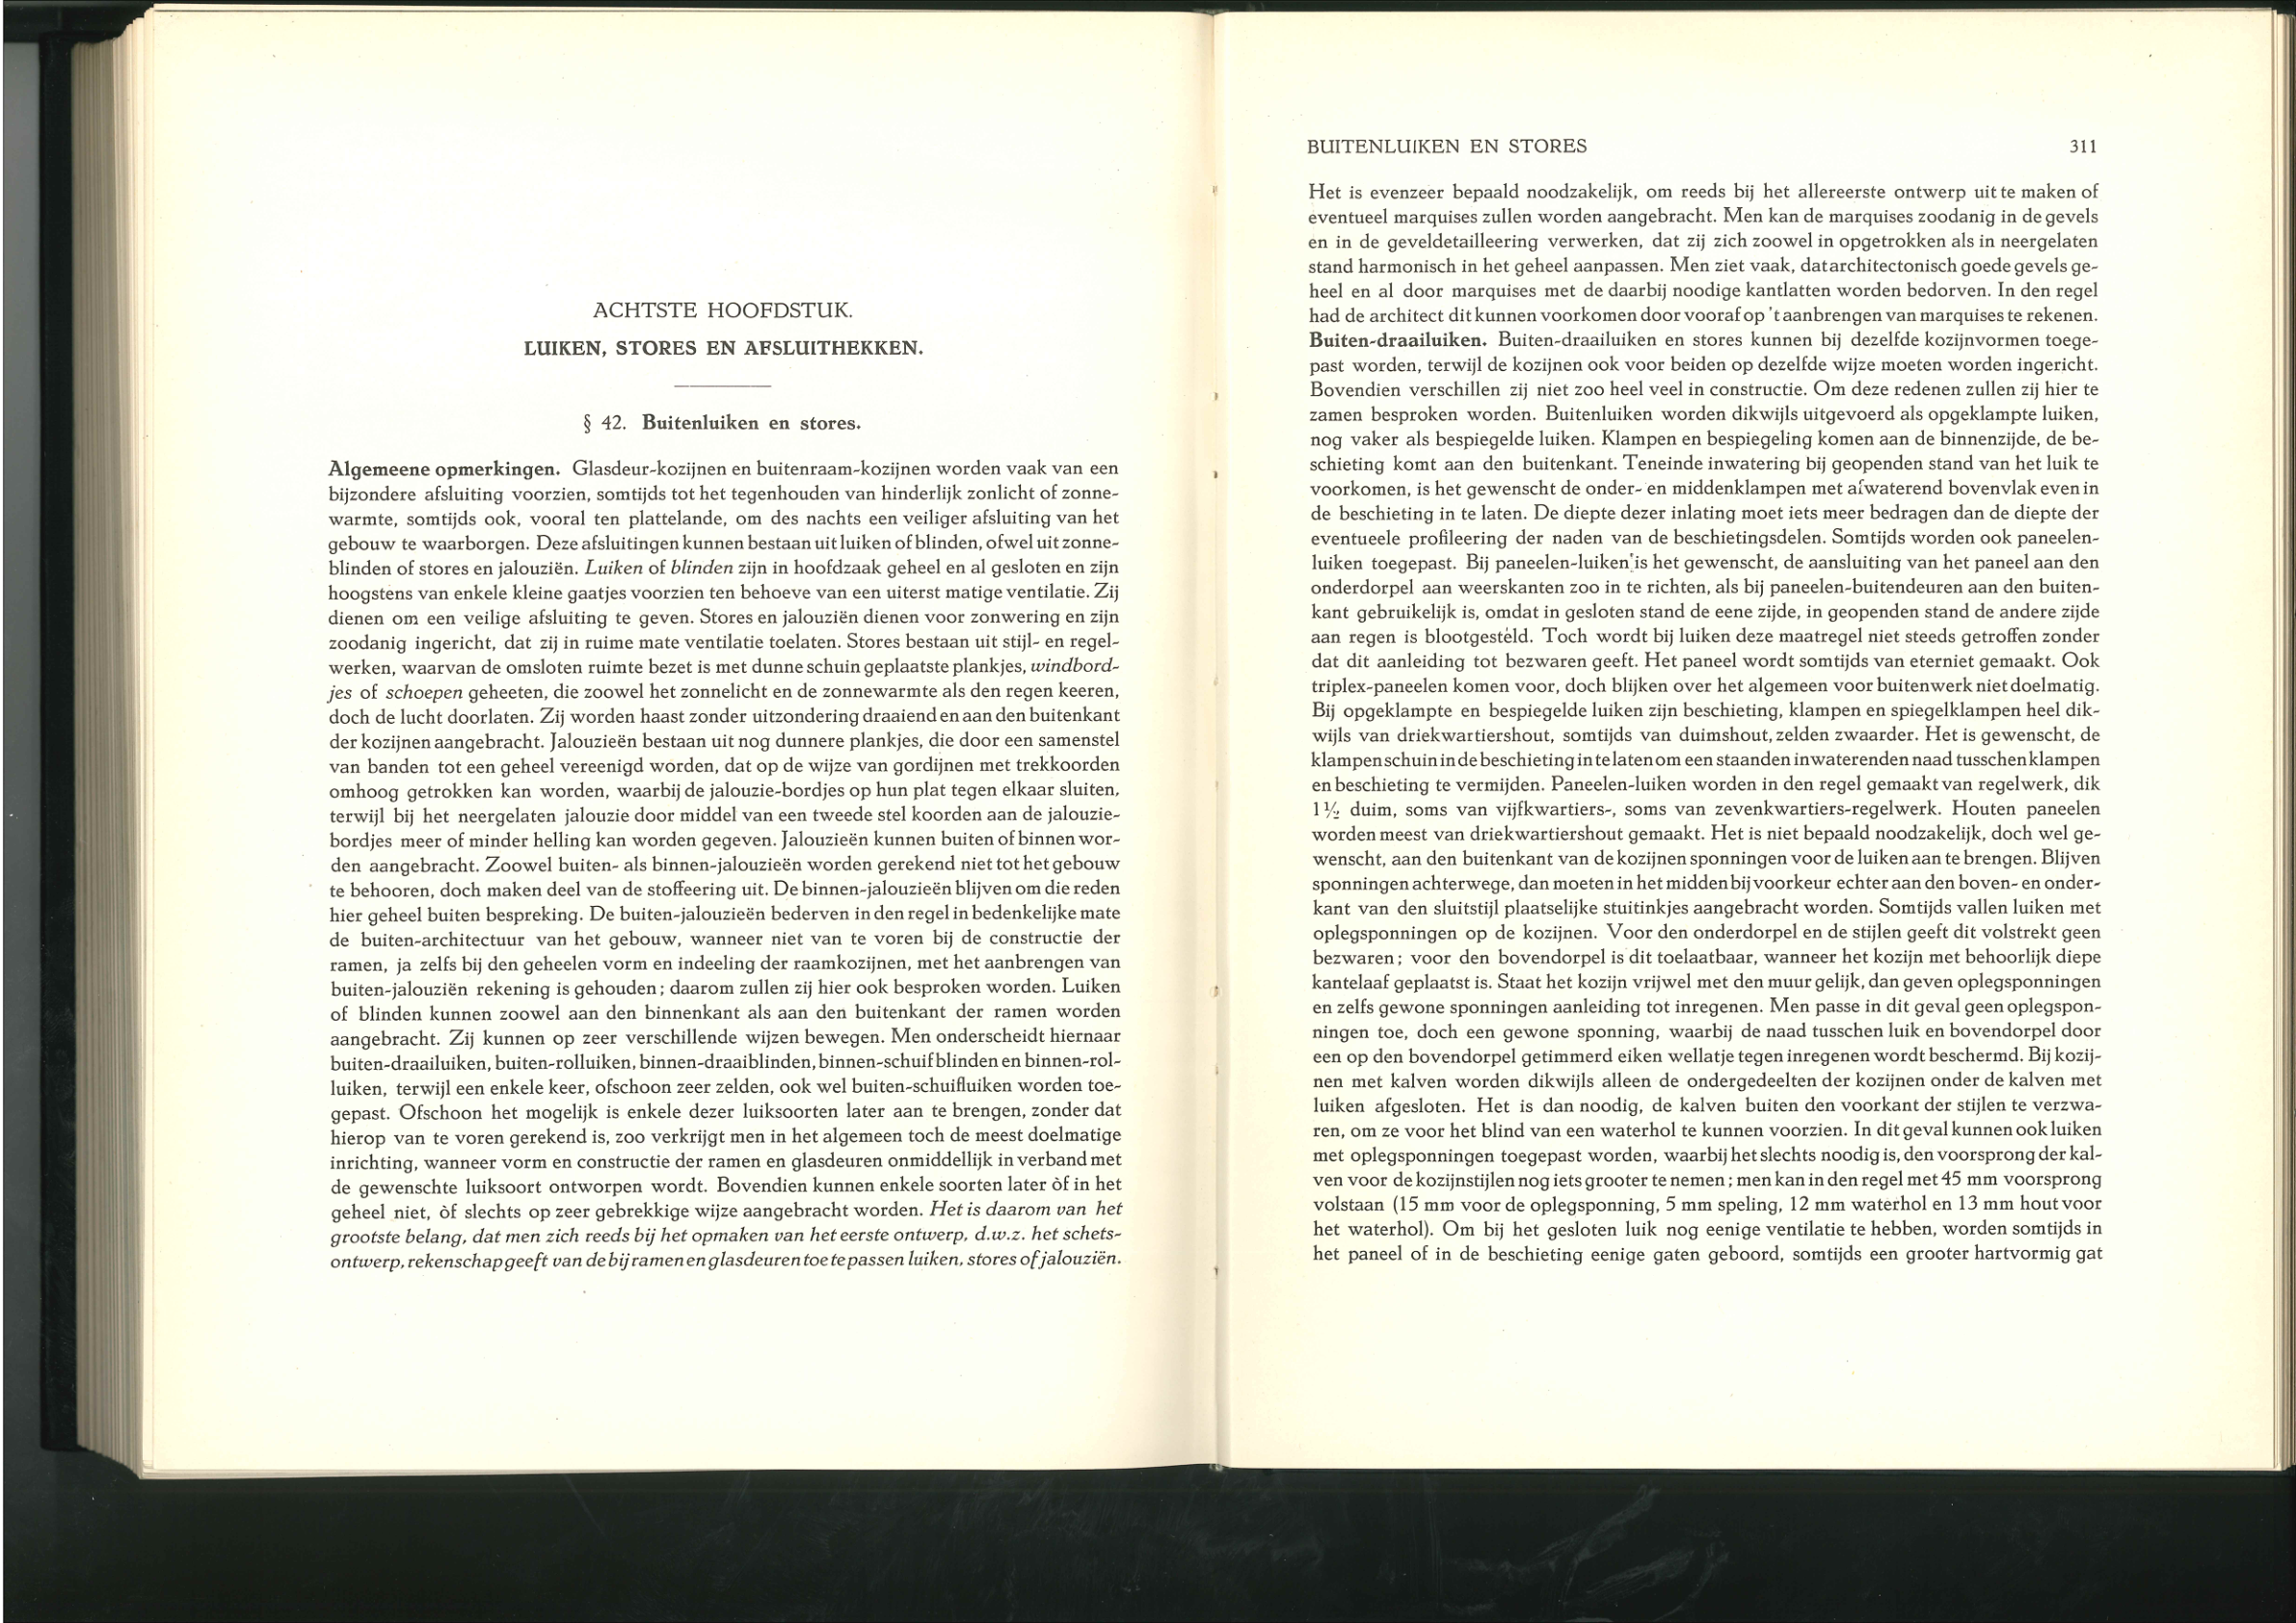 ACHTSTE HOOFDSTUK.
LUIKEN, STORES EN AFSLUITHEKKEN.
§ 42. Buitenluiken en stores.
Algemeene opmerkingen. Glasdeur-kozijnen en buitenraam-kozijnen worden vaak van een
bijzondere afsluiting voorzien, somtijds tot het tegenhouden van hinderlijk zonlicht of zonne-
warmte, somtijds ook, vooral ten plattelande, om des nachts een veiliger afsluiting van het
gebouw te waarborgen. Deze afsluitingen kunnen bestaan uit luiken of blinden, ofwel uit zonne-
blinden of stores en jalouziën. Luiken of blinden zijn in hoofdzaak geheel en al gesloten en zijn
hoogstens van enkele kleine gaatjes voorzien ten behoeve van een uiterst matige ventilatie. Zij
dienen om een veilige afsluiting te geven. Stores en jalouziën dienen voor zonwering en zijn
zoodanig ingericht, dat zij in ruime mate ventilatie toelaten. Stores bestaan uit stijl- en regel-
werken, waarvan de omsloten ruimte bezet is met dunne schuin geplaatste plankjes, windbord-
jes of schoepen geheeten, die zoowel het zonnelicht en de zonnewarmte als den regen keeren,
doch de lucht doorlaten. Zij worden haast zonder uitzondering draaiend en aan den buitenkant
der kozijnen aangebracht. Jalouzieën bestaan uit nog dunnere plankjes, die door een samenstel
van banden tot een geheel vereenigd worden, dat op de wijze van gordijnen met trekkoorden
omhoog getrokken kan worden, waarbij de jalouzie-bordjes op hun plat tegen elkaar sluiten,
terwijl bij het neergelaten jalouzie door middel van een tweede stel koorden aan de jalouzie-
bordjes meer of minder helling kan worden gegeven. Jalouzieën kunnen buiten of binnen wor-
den aangebracht. Zoowel buiten- als binnen-jalouzieën worden gerekend niet tot het gebouw
te behooren, doch maken deel van de stoffeering uit. De binnen-jalouzieën blijven om die reden
hier geheel buiten bespreking. De buiten-jalouzieën bederven in den regel in bedenkelijke mate
de buiten-architectuur van het gebouw, wanneer niet van te voren bij de constructie der
ramen, ja zelfs bij den geheelen vorm en indeeling der raamkozijnen, met het aanbrengen van
buiten-jalouziën rekening is gehouden; daarom zullen zij hier ook besproken worden. Luiken
of blinden kunnen zoowel aan den binnenkant als aan den buitenkant der ramen worden
aangebracht. Zij kunnen op zeer verschillende wijzen bewegen. Men onderscheidt hiernaar
buiten-draailuiken, buiten-rolluiken, binnen-draaiblinden, binnen-schuifblinden en binnen-rol-
luiken, terwijl een enkele keer, ofschoon zeer zelden, ook wel buiten-schuifluiken worden toe-
gepast. Ofschoon het mogelijk is enkele dezer luiksoorten later aan te brengen, zonder dat
hierop van te voren gerekend is, zoo verkrijgt men in het algemeen toch de meest doelmatige
inrichting, wanneer vorm en constructie der ramen en glasdeuren onmiddellijk in verband met
de gewenschte luiksoort ontworpen wordt. Bovendien kunnen enkele soorten later òf in het
geheel niet, òf slechts op zeer gebrekkige wijze aangebracht worden. Het is daarom van het
grootste belang, dat men zich reeds bij het opmaken van het eerste ontwerp, d.w.z. het schets-
ontwerp, rekenschap geeft van de bij ramen en glasdeuren toe te passen luiken, stores of jalouziën.
BUITENLUIKEN EN STORES 311
Het is evenzeer bepaald noodzakelijk, om reeds bij het allereerste ontwerp uit te maken of
eventueel marquises zullen worden aangebracht. Men kan de marquises zoodanig in de gevels
en in de geveldetailleering verwerken, dat zij zich zoowel in opgetrokken als in neergelaten
stand harmonisch in het geheel aanpassen. Men ziet vaak, dat architectonisch goede gevels ge-
heel en al door marquises met de daarbij noodige kantlatten worden bedorven. In den regel
had de architect dit kunnen voorkomen door vooraf op 't aanbrengen van marquises te rekenen.
Buiten-draailuiken. Buiten-draailuiken en stores kunnen bij dezelfde kozijnvormen toege-
past worden, terwijl de kozijnen ook voor beiden op dezelfde wijze moeten worden ingericht.
Bovendien verschillen zij niet zoo heel veel in constructie. Om deze redenen zullen zij hier te
zamen besproken worden. Buitenluiken worden dikwijls uitgevoerd als opgeklampte luiken,
nog vaker als bespiegelde luiken. Klampen en bespiegeling komen aan de binnenzijde, de be-
schieting komt aan den buitenkant. Teneinde inwatering bij geopenden stand van het luik te
voorkomen, is het gewenscht de onder- en middenklampen met afwaterend bovenvlak even in
de beschieting in te laten. De diepte dezer inlating moet iets meer bedragen dan de diepte der
eventueele profileering der naden van de beschietingsdelen. Somtijds worden ook paneelen-
luiken toegepast. Bij paneelen-luiken is het gewenscht, de aansluiting van het paneel aan den
onderdorpel aan weerskanten zoo in te richten, als bij paneelen-buitendeuren aan den buiten-
kant gebruikelijk is, omdat in gesloten stand de eene zijde, in geopenden stand de andere zijde
aan regen is blootgesteld. Toch wordt bij luiken deze maatregel niet steeds getroffen zonder
dat dit aanleiding tot bezwaren geeft. Het paneel wordt somtijds van eterniet gemaakt. Ook
triplex-paneelen komen voor, doch blijken over het algemeen voor buitenwerk niet doelmatig.
Bij opgeklampte en bespiegelde luiken zijn beschieting, klampen en spiegelklampen heel dik-
wijls van driekwartiershout, somtijds van duimshout, zelden zwaarder. Het is gewenscht, de
klampen schuin in de beschieting in te laten om een staanden inwaterenden naad tusschen klampen
en beschieting te vermijden. Paneelen-luiken worden in den regel gemaakt van regelwerk, dik
1½ duim, soms van vijfkwartiers-, soms van zevenkwartiers-regelwerk. Houten paneelen
worden meest van driekwartiershout gemaakt. Het is niet bepaald noodzakelijk, doch wel ge-
wenscht, aan den buitenkant van de kozijnen sponningen voor de luiken aan te brengen. Blijven
sponningen achterwege, dan moeten in het midden bij voorkeur echter aan den boven- en onder-
kant van den sluitstijl plaatselijke stuitinkjes aangebracht worden. Somtijds vallen luiken met
oplegsponningen op de kozijnen. Voor den onderdorpel en de stijlen geeft dit volstrekt geen
bezwaren; voor den bovendorpel is dit toelaatbaar, wanneer het kozijn met behoorlijk diepe
kantelaaf geplaatst is. Staat het kozijn vrijwel met den muur gelijk, dan geven oplegsponningen
en zelfs gewone sponningen aanleiding tot inregenen. Men passe in dit geval geen oplegspon-
ningen toe, doch een gewone sponning, waarbij de naad tusschen luik en bovendorpel door
een op den bovendorpel getimmerd eiken wellatje tegen inregenen wordt beschermd. Bij kozij-
nen met kalven worden dikwijls alleen de ondergedeelten der kozijnen onder de kalven met
luiken afgesloten. Het is dan noodig, de kalven buiten den voorkant der stijlen te verzwa-
ren, om ze voor het blind van een waterhol te kunnen voorzien. In dit geval kunnen ook luiken
met oplegsponningen toegepast worden, waarbij het slechts noodig is, den voorsprong der kal-
ven voor de kozijnstijlen nog iets grooter te nemen; men kan in den regel met 45 mm voorsprong
volstaan (15 mm voor de oplegsponning, 5 mm speling, 12 mm waterhol en 13 mm hout voor
het waterhol). Om bij het gesloten luik nog eenige ventilatie te hebben, worden somtijds in
het paneel of in de beschieting eenige gaten geboord, somtijds een grooter hartvormig gat